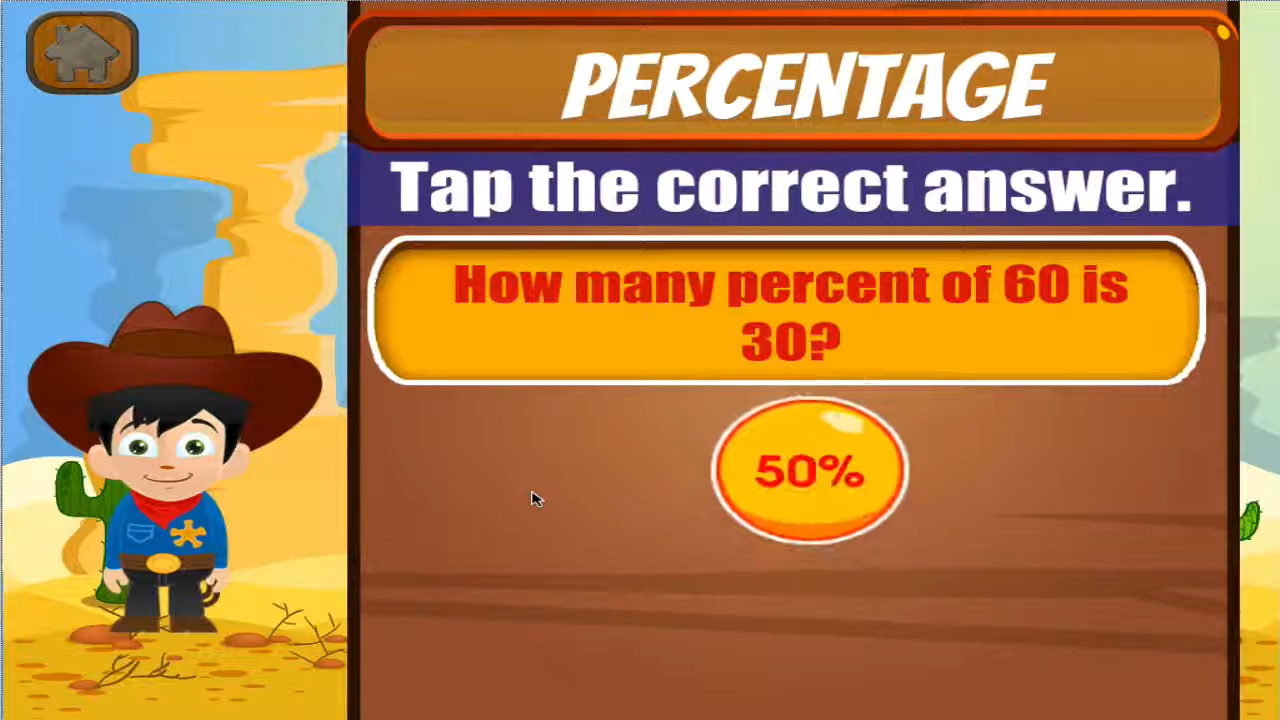 PERCENTAGE
Tap the correct answer.
How many percent of 60 is
30?
50%